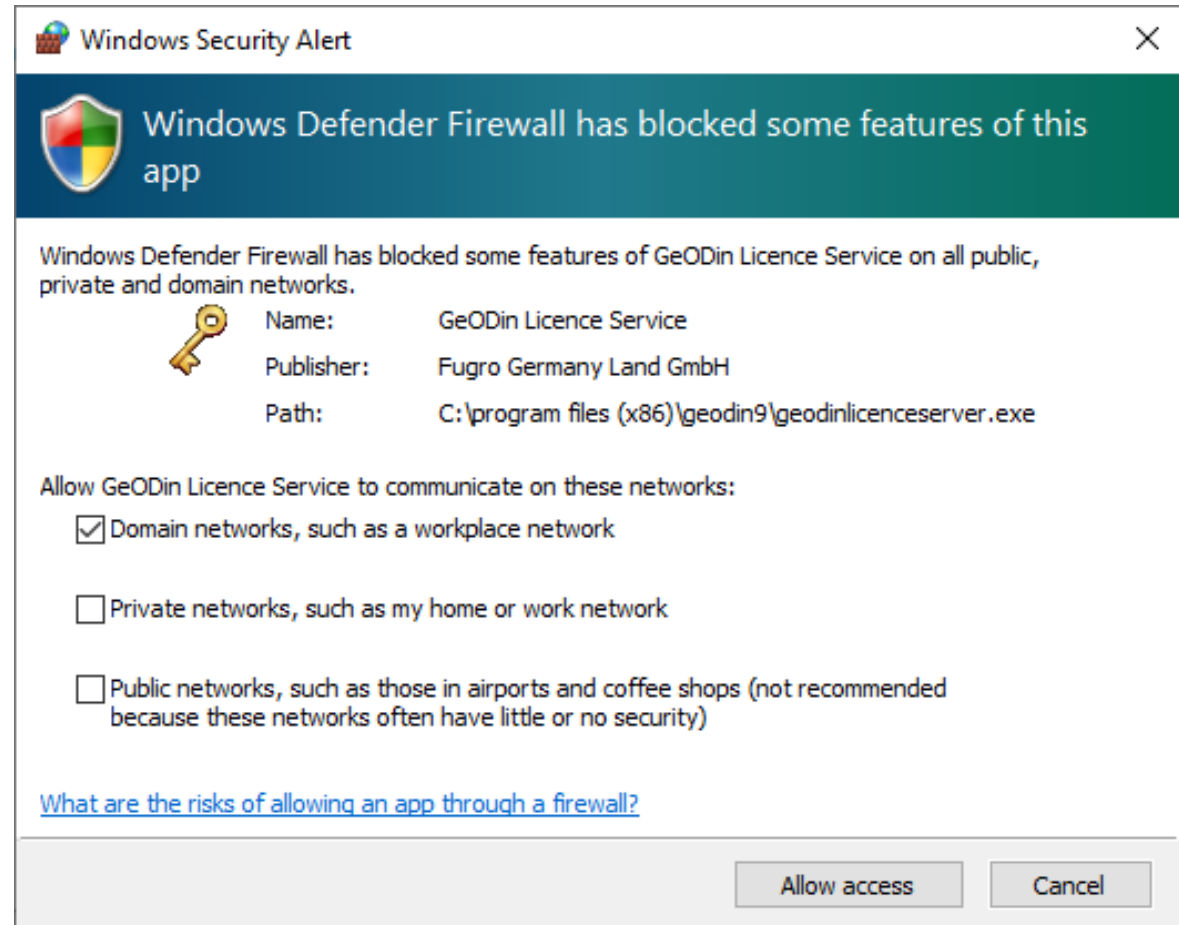 Windows Security Alert
Windows Defender Firewall has blocked some features of this
app
Windows Defender Firewall has blocked some features of GeODin Licence Service on all public,
private and domain networks.
Name: GeODin Licence Service
Publisher: Fugro Germany Land GmbH
Path: C:\program files (x86)\geodin9\geodinlicenceserver.exe
Allow GeODin Licence Service to communicate on these networks:
Domain networks, such as a workplace network
Private networks, such as my home or work network
Public networks, such as those in airports and coffee shops (not recommended
because these networks often have little or no security)
What are the risks of allowing an app through a firewall?
Allow access Cancel